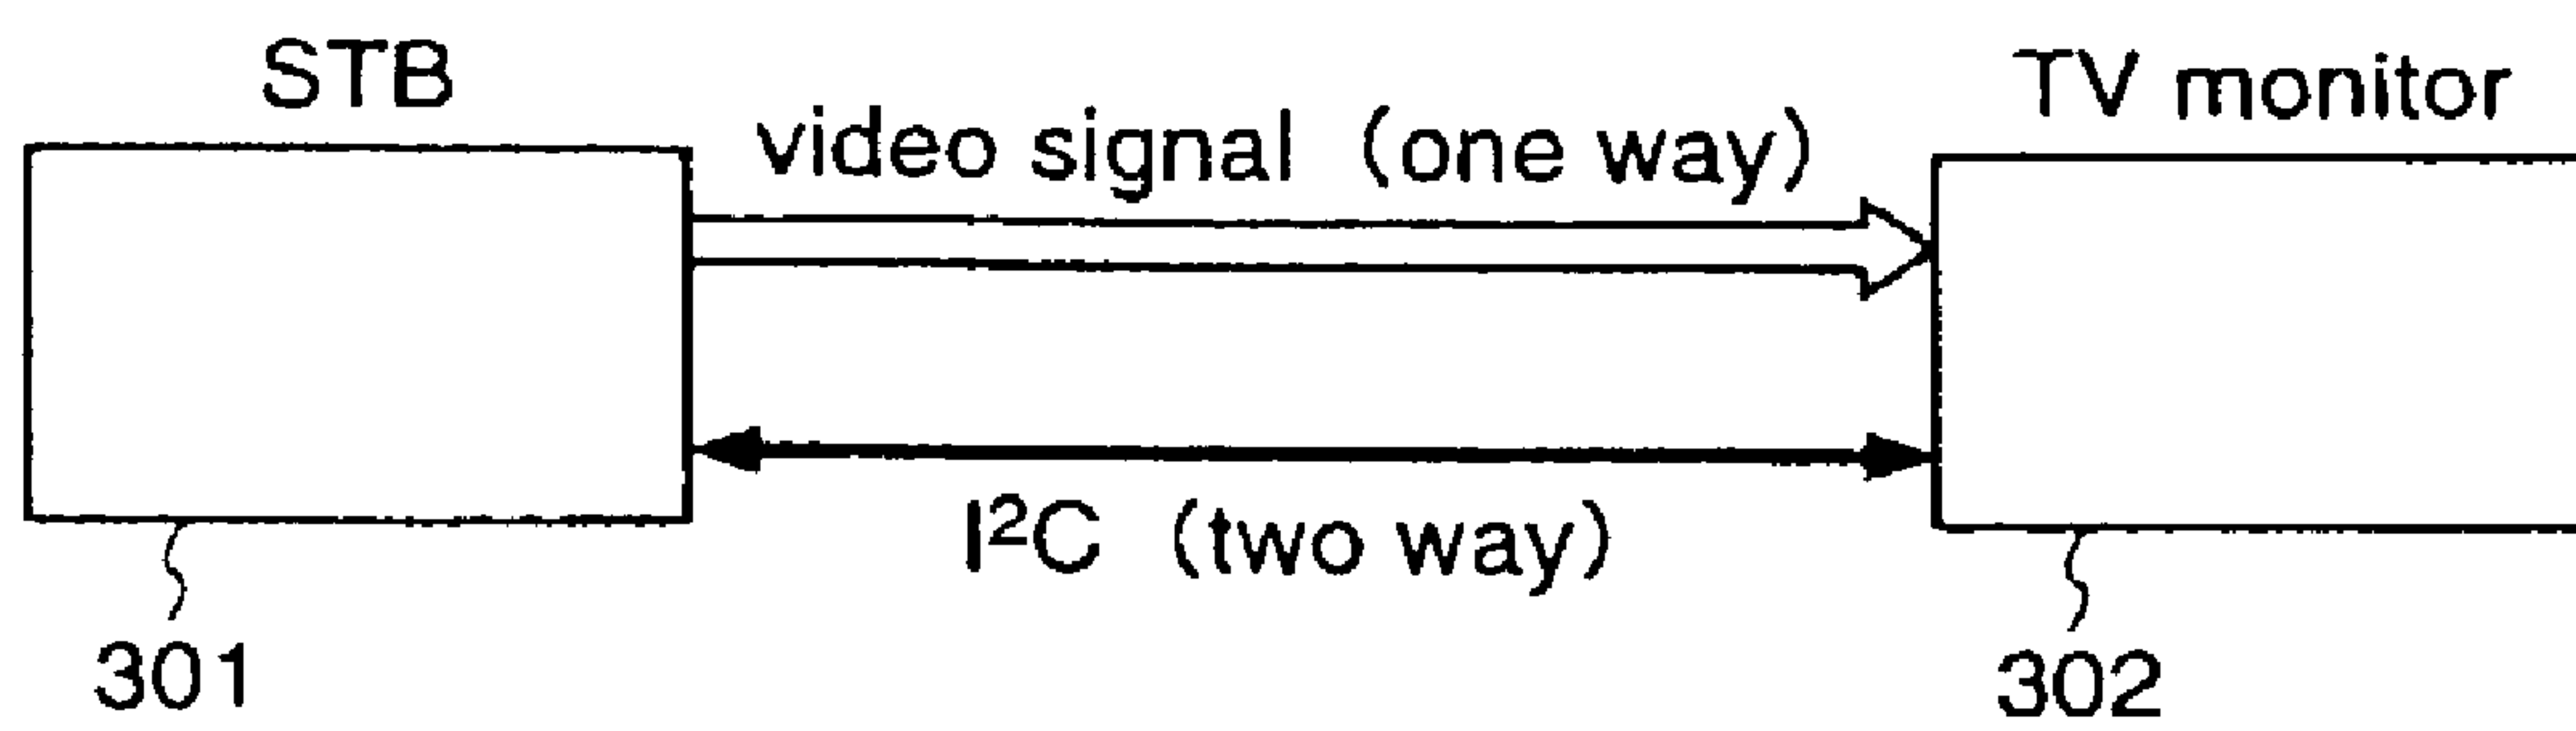 STB
TV monitor
video signal (one way)
I²C (two way)
301
302